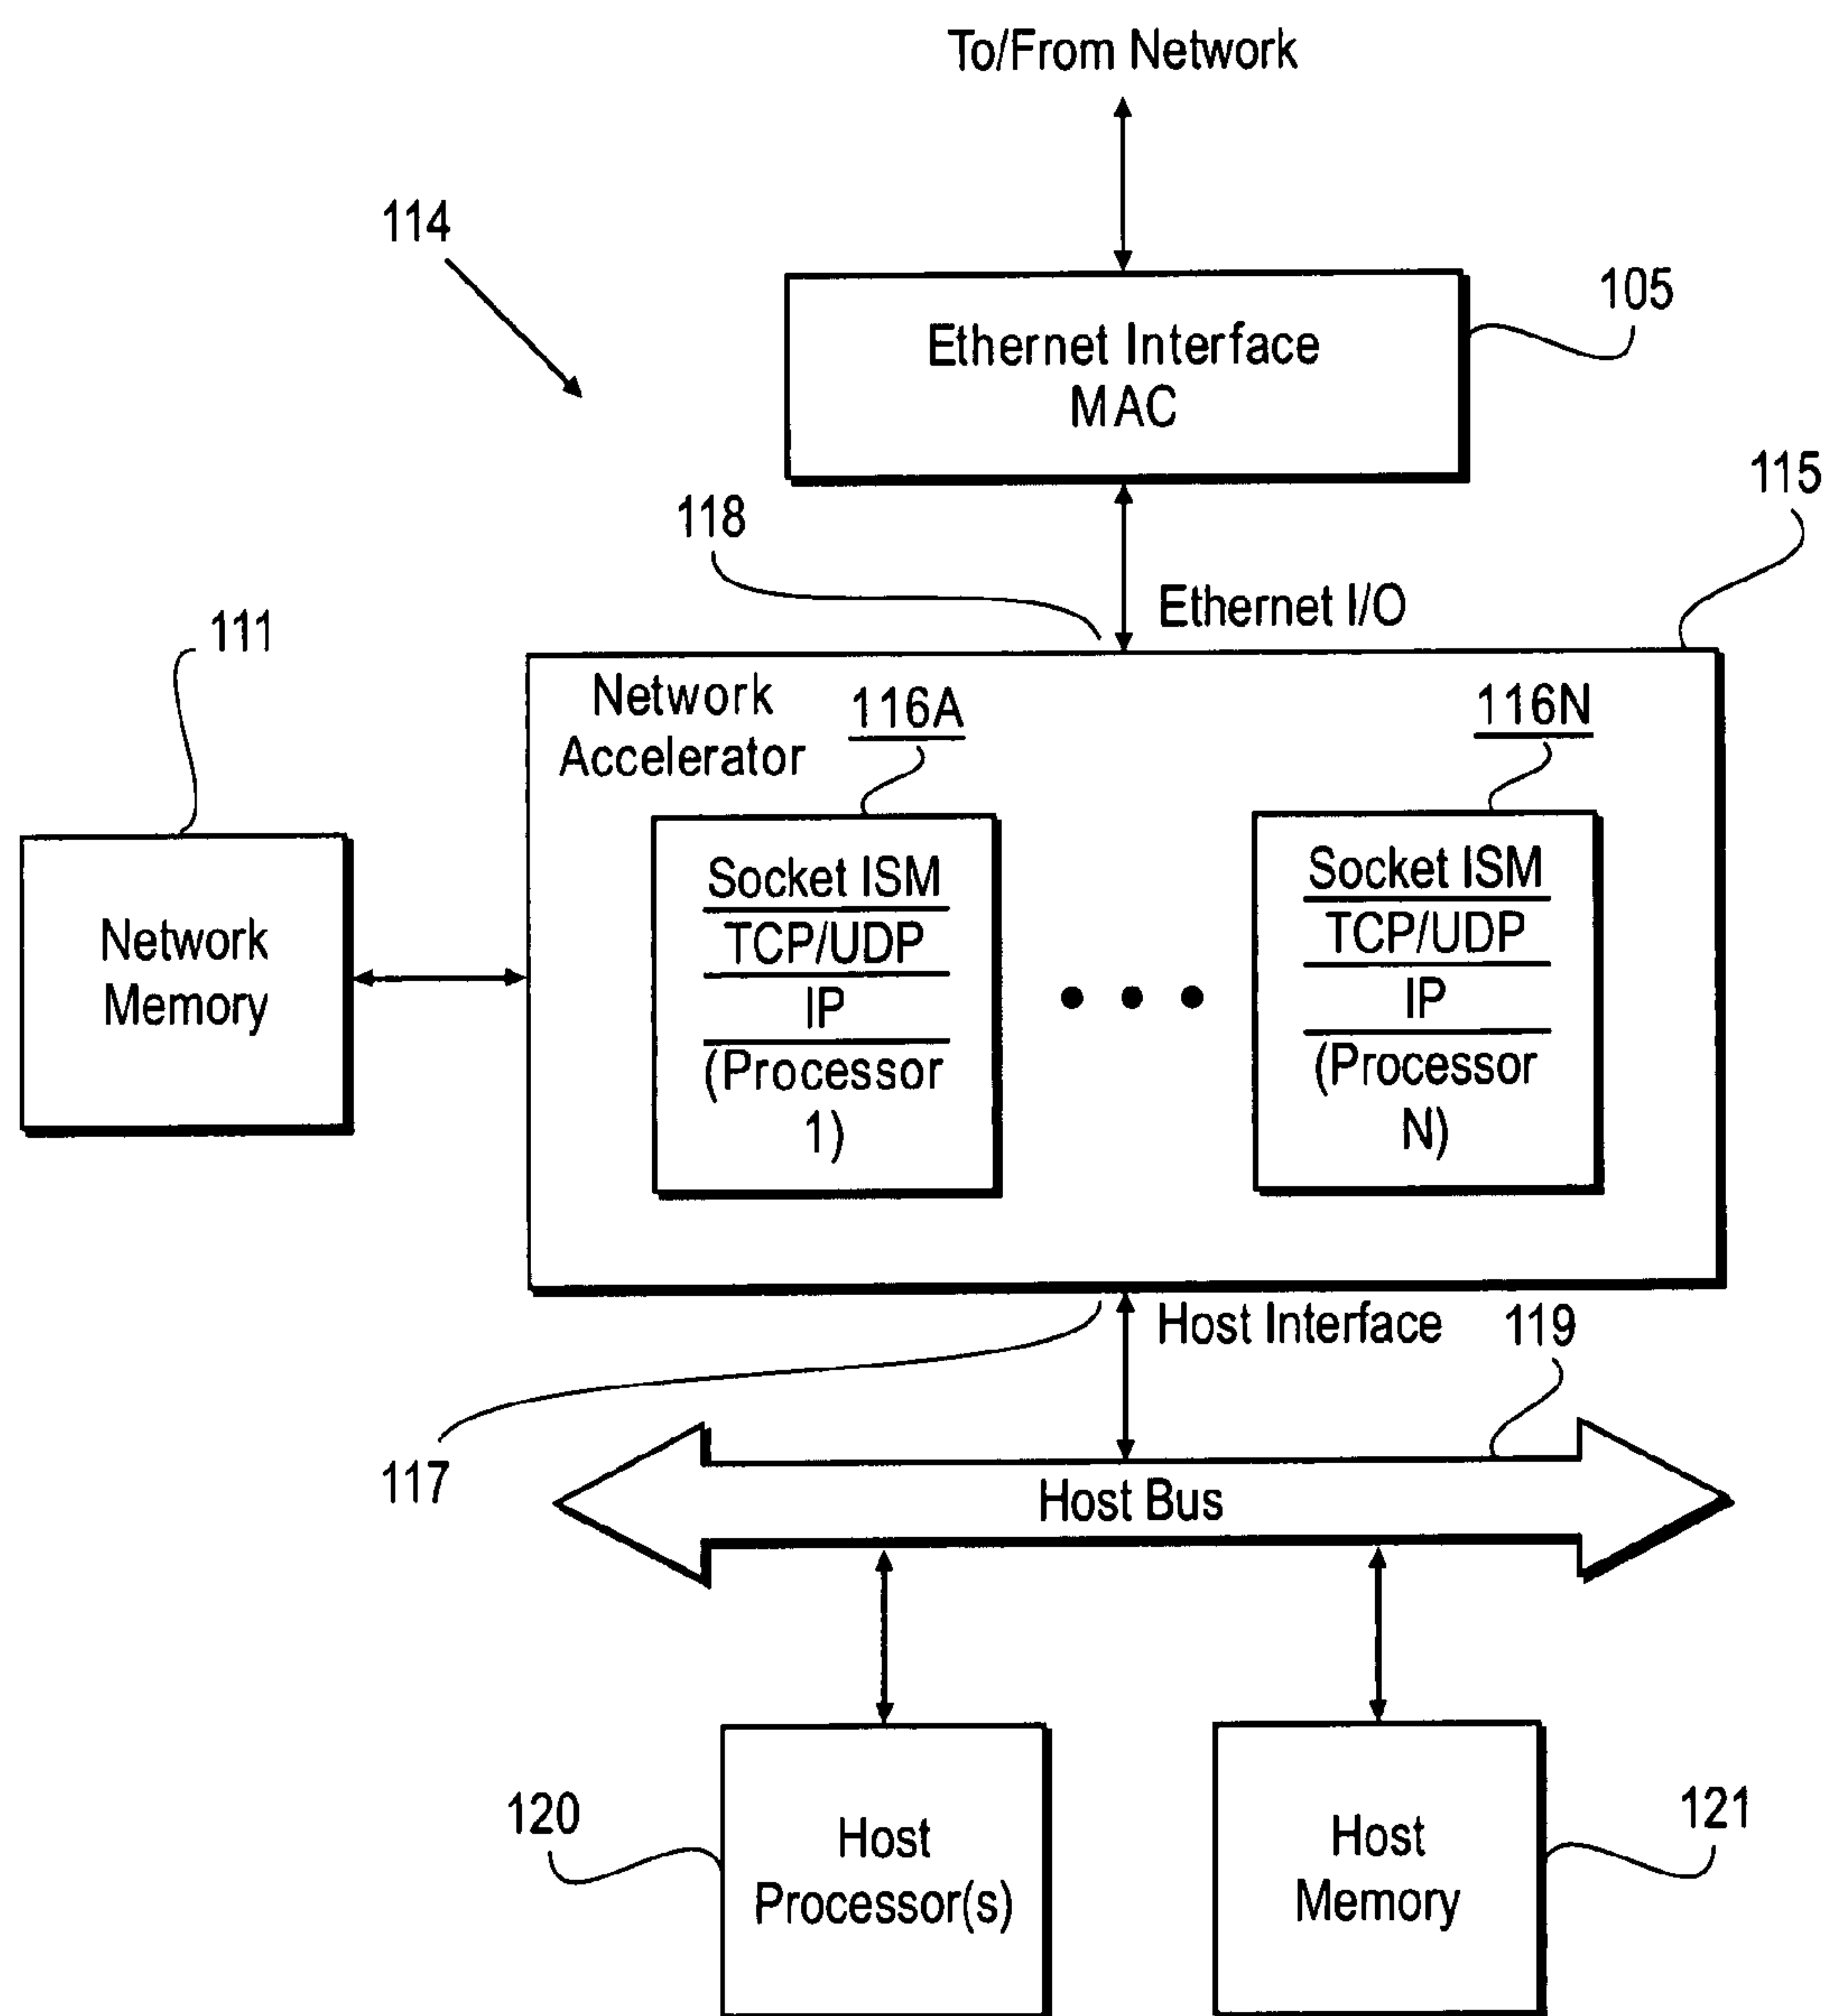 To/From Network
114
105
Ethernet Interface
MAC
115
118
Ethernet I/O
111
Network
Accelerator
116A
116N
Network
Memory
Socket ISM
TCP/UDP
IP
(Processor
1)
Socket ISM
TCP/UDP
IP
(Processor
N)
Host Interface
119
117
Host Bus
120
Host
Processor(s)
Host
Memory
121